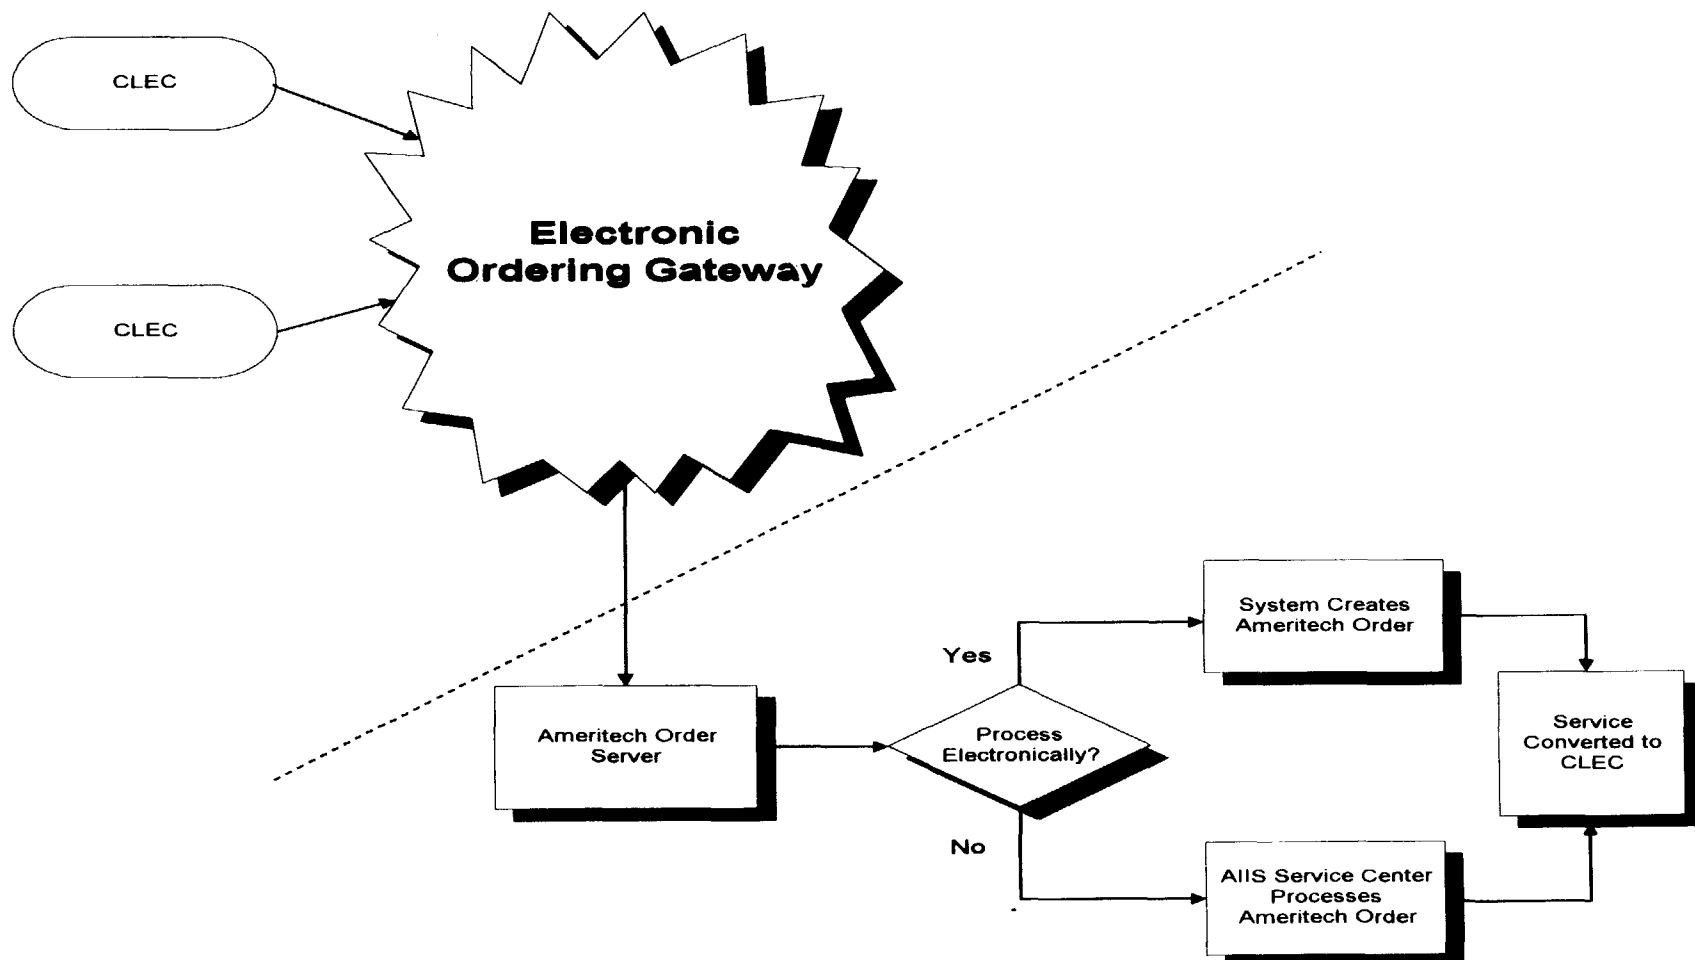 CLEC
Electronic
Ordering Gateway
CLEC
System Creates
Ameritech Order
Yes
Ameritech Order
Server
Process
Electronically?
Service
Converted to
CLEC
No
AIIS Service Center
Processes
Ameritech Order